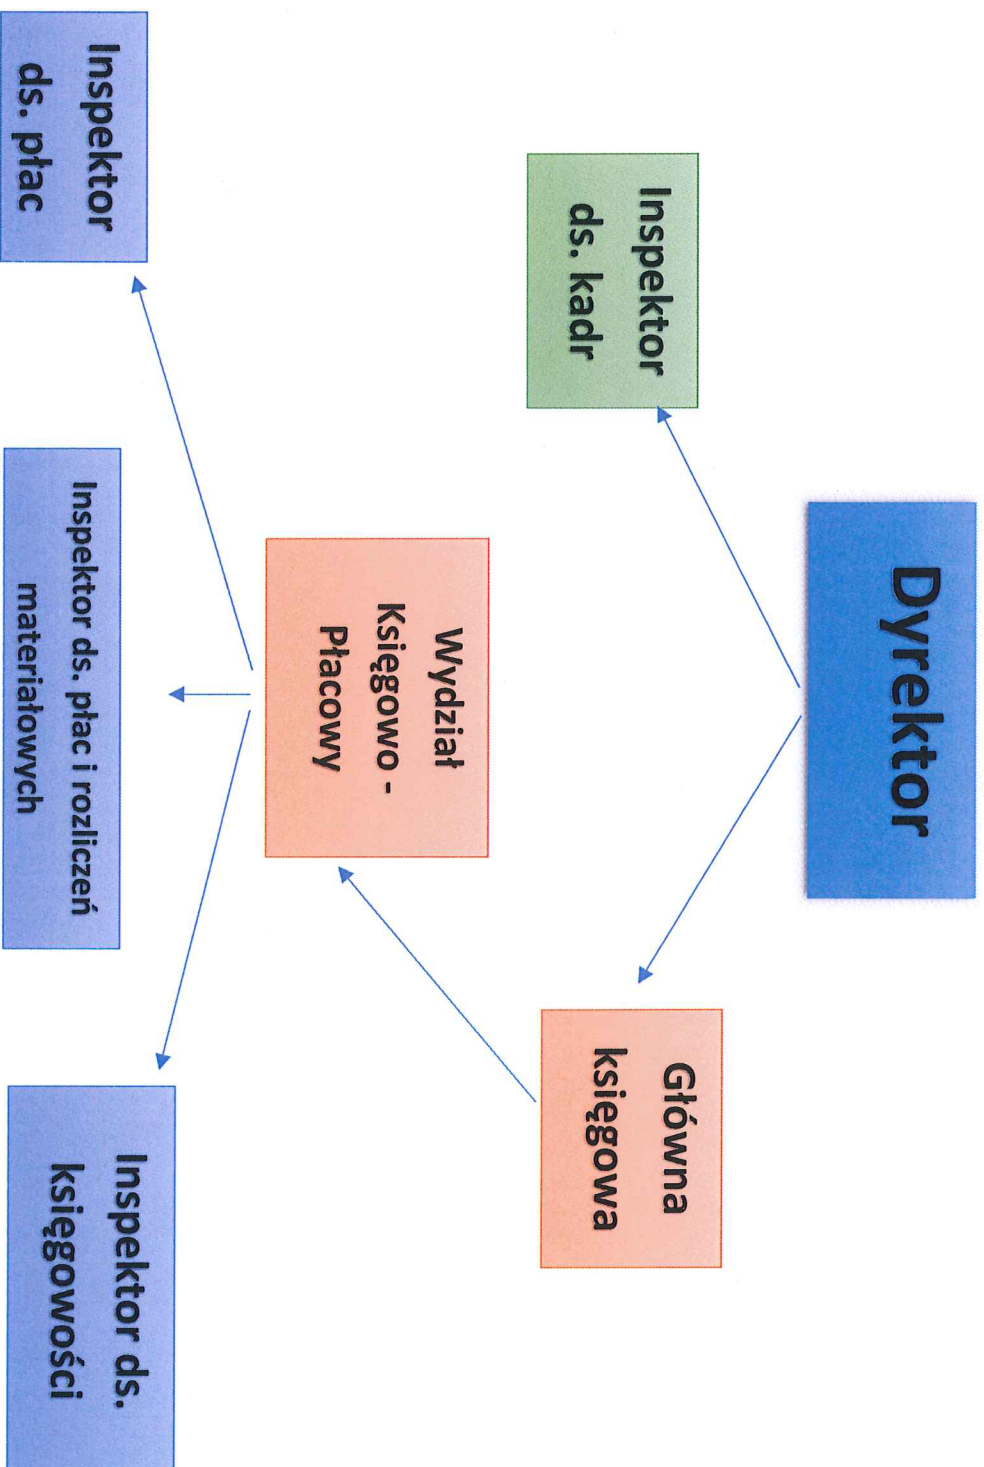 Dyrektor
Inspektor
ds. kadr
Główna
księgowa
Wydział
Księgowo -
Płacowy
Inspektor
ds. płac
Inspektor ds. płac i rozliczeń
materiałowych
Inspektor ds.
księgowości